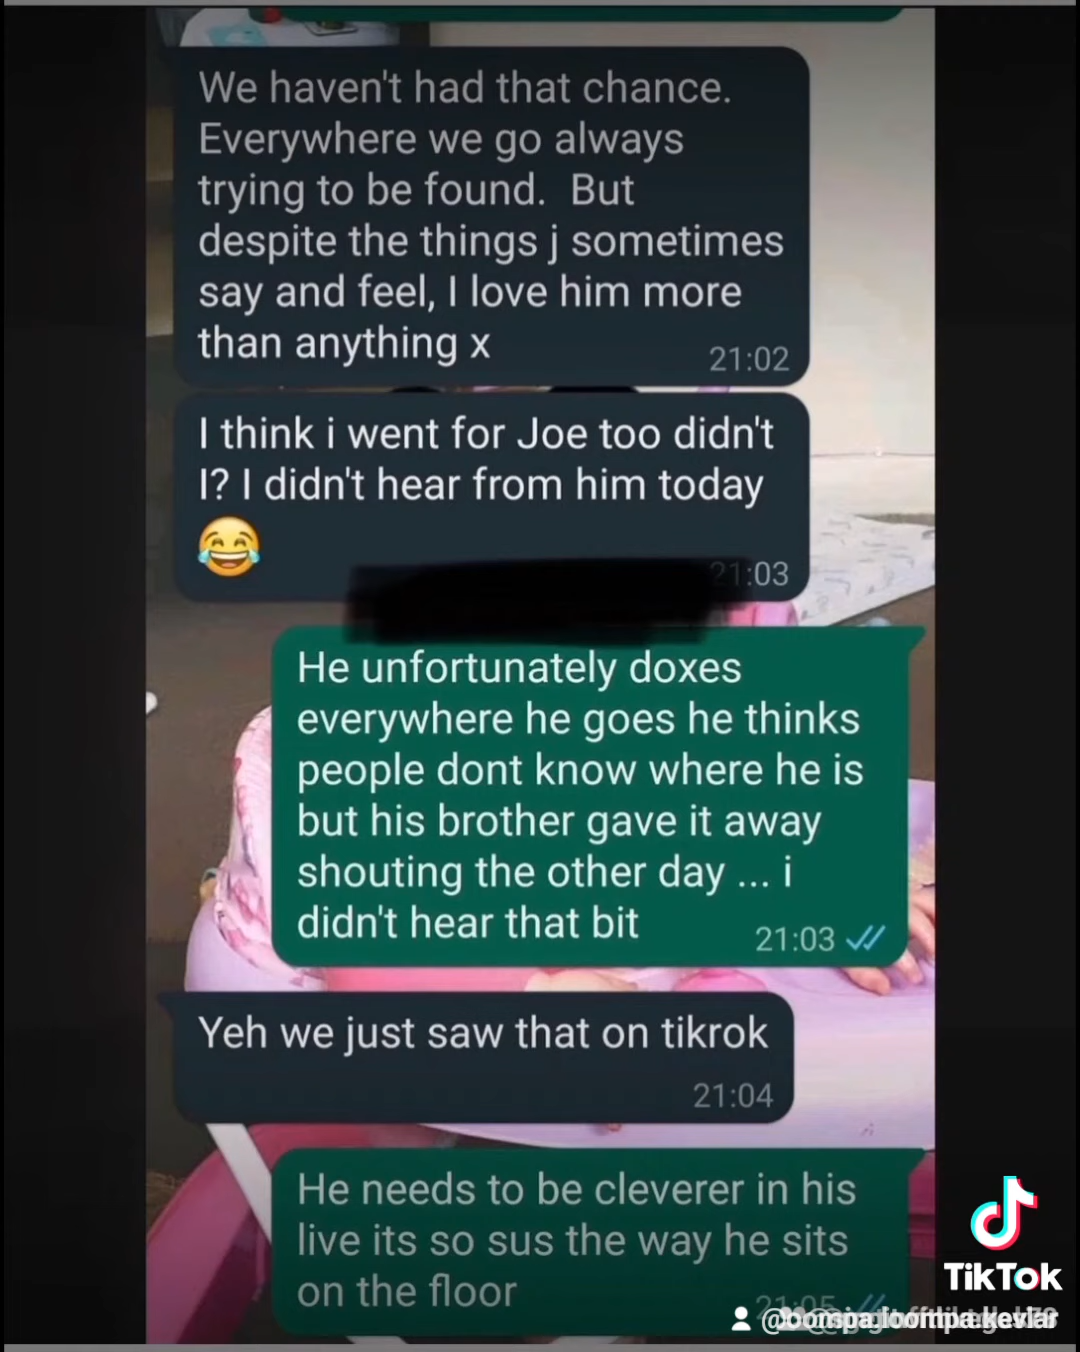 We haven't had that chance.
Everywhere we go always
trying to be found.  But
despite the things j sometimes
say and feel, I love him more
than anything x
21:02
I think i went for Joe too didn't
I? I didn't hear from him today
😂
21:03
He unfortunately doxes
everywhere he goes he thinks
people dont know where he is
but his brother gave it away
shouting the other day ... i
didn't hear that bit
21:03
Yeh we just saw that on tikrok
21:04
He needs to be cleverer in his
live its so sus the way he sits
on the floor
21:05
TikTok